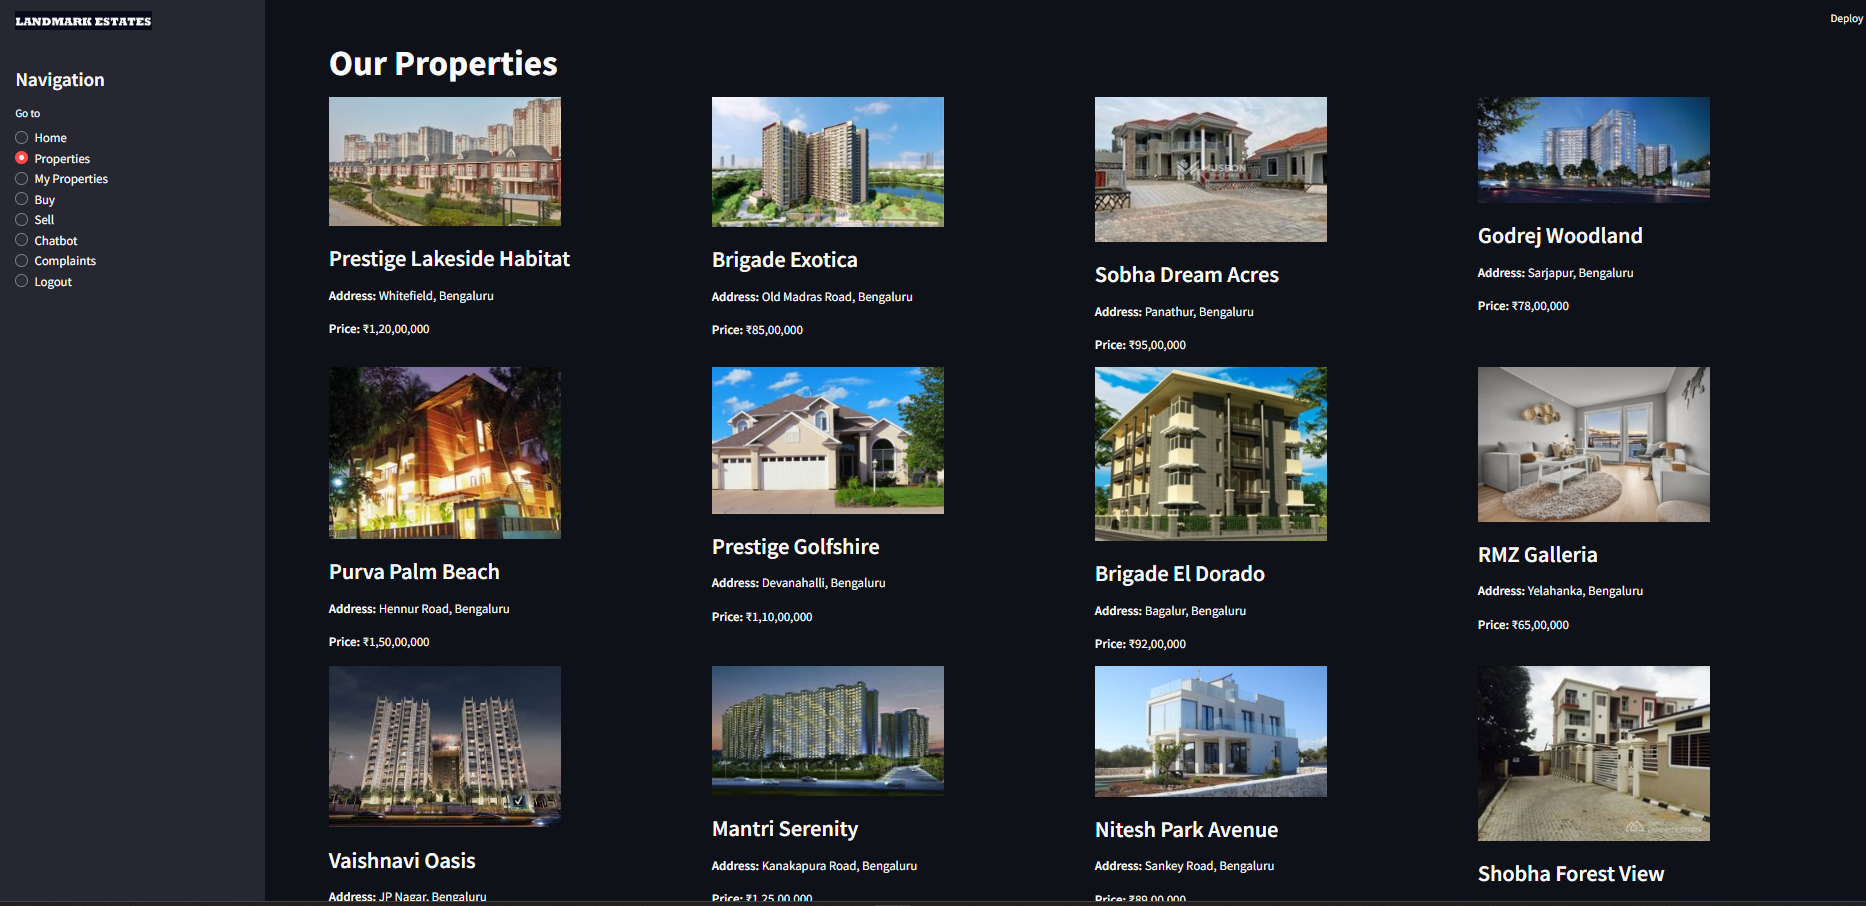 LANDMARK ESTATES
Deploy
Navigation
Go to
Home
Properties
My Properties
Buy
Sell
Chatbot
Complaints
Logout
Our Properties
Prestige Lakeside Habitat
Address: Whitefield, Bengaluru
Price: ₹1,20,00,000
Brigade Exotica
Address: Old Madras Road, Bengaluru
Price: ₹85,00,000
Sobha Dream Acres
Address: Panathur, Bengaluru
Price: ₹95,00,000
Godrej Woodland
Address: Sarjapur, Bengaluru
Price: ₹78,00,000
Purva Palm Beach
Address: Hennur Road, Bengaluru
Price: ₹1,50,00,000
Prestige Golfshire
Address: Devanahalli, Bengaluru
Price: ₹1,10,00,000
Brigade El Dorado
Address: Bagalur, Bengaluru
Price: ₹92,00,000
RMZ Galleria
Address: Yelahanka, Bengaluru
Price: ₹65,00,000
Vaishnavi Oasis
Address: JP Nagar, Bengaluru
Mantri Serenity
Address: Kanakapura Road, Bengaluru
Price: ₹1,25,00,000
Nitesh Park Avenue
Address: Sankey Road, Bengaluru
Price: ₹89,00,000
Shobha Forest View